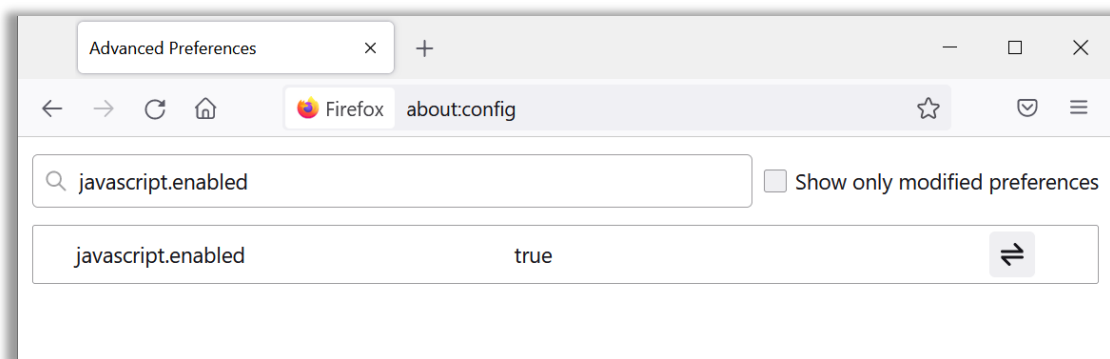 Advanced Preferences
Firefox about:config
javascript.enabled Show only modified preferences
javascript.enabled true